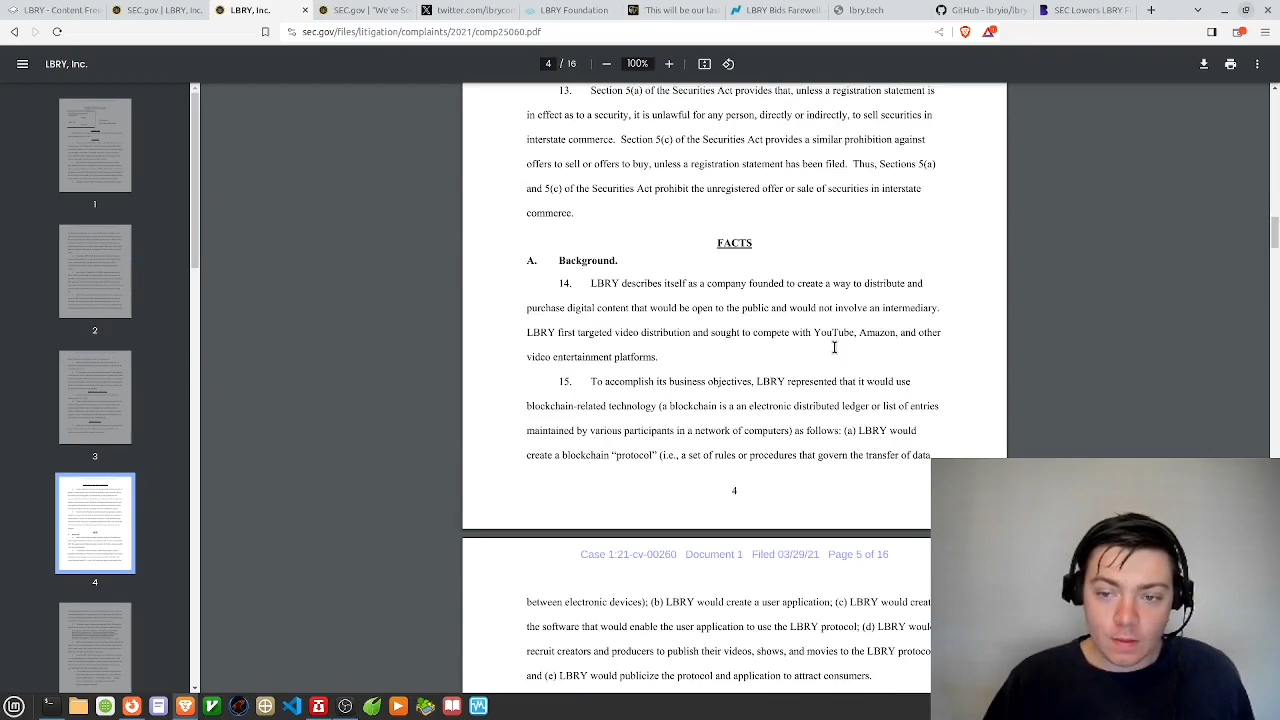 LBRY - Content Free
SEC.gov | LBRY, Inc.
LBRY, Inc.
SEC.gov | "We've Se
twitter.com/lbrycom
LBRY Foundation
'This will be our last
LBRY Bids Farewell
lbry.tech
GitHub - lbryio/lbry
SEC Lowers LBRY Fi
sec.gov/files/litigation/complaints/2021/comp25060.pdf
LBRY, Inc.
4 / 16
100%
13. Section 5(a) of the Securities Act provides that, unless a registration statement is
in effect as to a security, it is unlawful for any person, directly or indirectly, to sell securities in
interstate commerce. Section 5(c) of the Securities Act provides a similar prohibition against
offers to sell or offers to buy, unless a registration statement has been filed. Thus, Sections 5(a)
and 5(c) of the Securities Act prohibit the unregistered offer or sale of securities in interstate
commerce.
FACTS
A. Background.
14. LBRY describes itself as a company founded to create a way to distribute and
purchase digital content that would be open to the public and would not involve an intermediary.
LBRY first targeted video distribution and sought to compete with YouTube, Amazon, and other
video entertainment platforms.
15. To accomplish its business objectives, LBRY decided that it would use
blockchain-related technology (a blockchain is a an electronic distributed ledger or list of entries
maintained by various participants in a network of computers) as follows: (a) LBRY would
create a blockchain "protocol" (i.e., a set of rules or procedures that govern the transfer of data
4
Case 1:21-cv-00260 Document 1 Filed 03/29/21 Page 5 of 16
between electronic devices); (b) LBRY would create a user application; (c) LBRY would creat
the software that would enable the user application to use the LBRY protocol; (d) LBRY would
recruit creators and publishers to publish their videos, shows, and movies to the LBRY protoco
(e) LBRY would publicize the protocol and application to attract consumers.
1
2
3
4